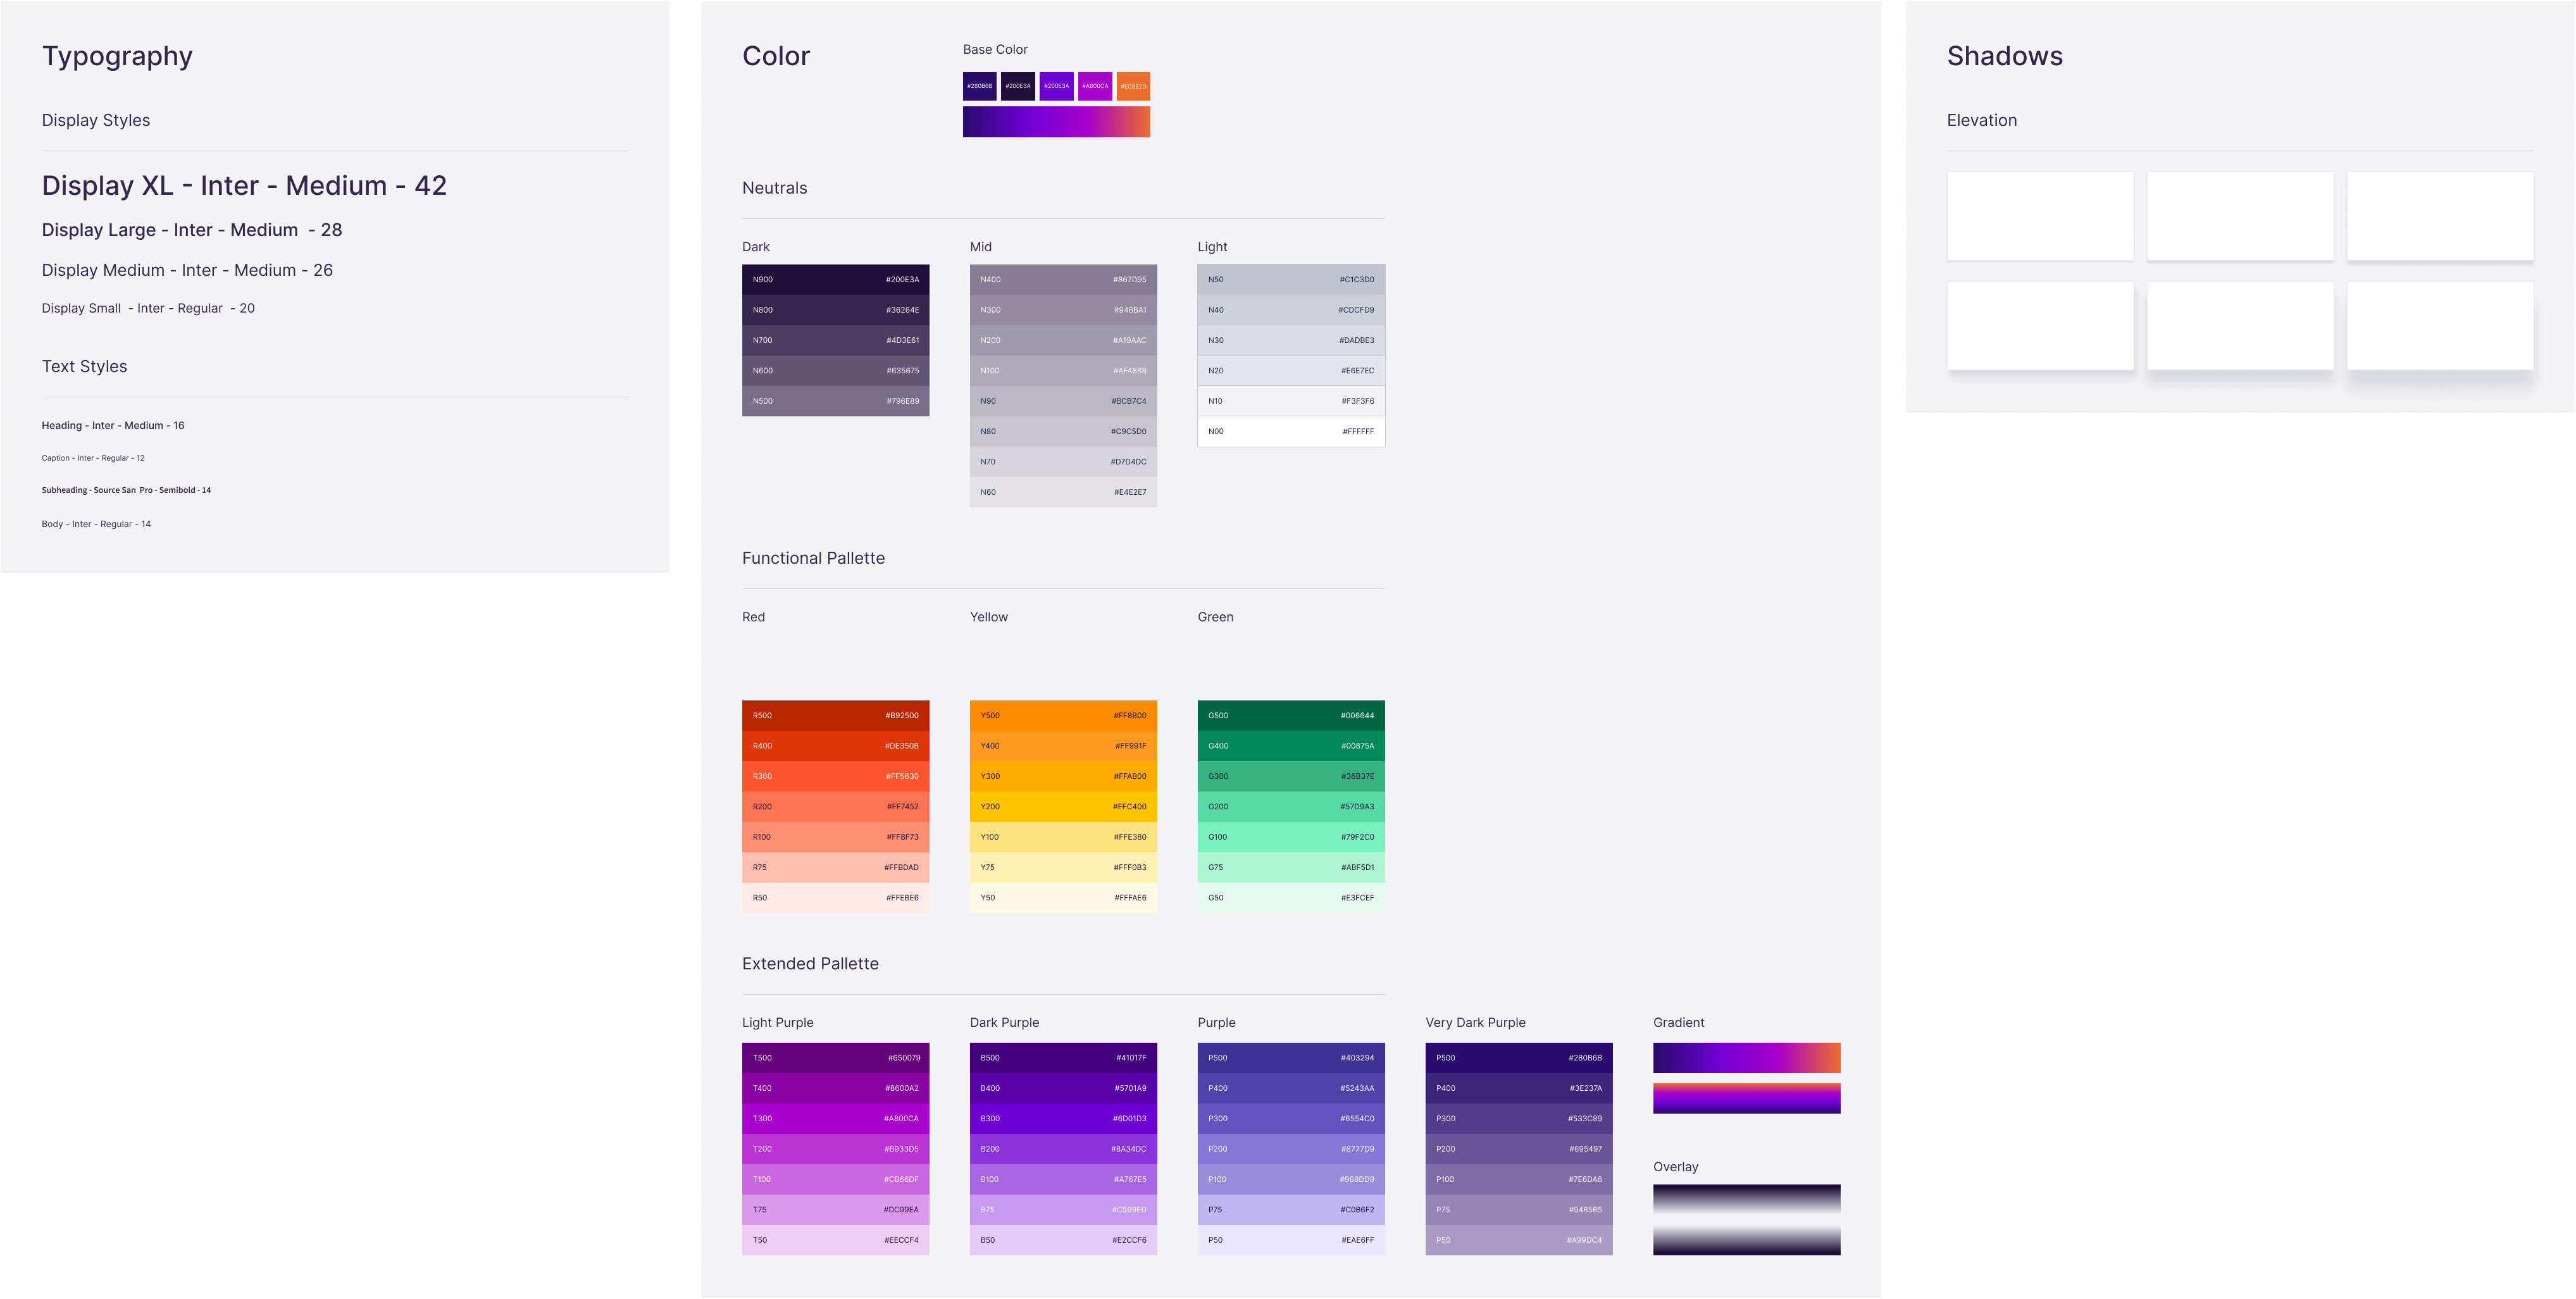 Typography
Display Styles
Display XL - Inter - Medium - 42
Display Large - Inter - Medium  - 28
Display Medium - Inter - Medium - 26
Display Small  - Inter - Regular  - 20
Text Styles
Heading - Inter - Medium - 16
Caption - Inter - Regular - 12
Subheading - Source San  Pro - Semibold - 14
Body - Inter - Regular - 14
Color
Base Color
#280B6B #200E3A #200E3A #A800CA #EC6E2D
Neutrals
Dark
N900 #200E3A
N800 #36264E
N700 #4D3E61
N600 #635675
N500 #796E89
Mid
N400 #867D95
N300 #948BA1
N200 #A19AAC
N100 #AFA8B8
N90 #BCB7C4
N80 #C9C5D0
N70 #D7D4DC
N60 #E4E2E7
Light
N50 #C1C3D0
N40 #CDCFD9
N30 #DADBE3
N20 #E6E7EC
N10 #F3F3F6
N00 #FFFFFF
Functional Pallette
Red
R500 #B92500
R400 #DE350B
R300 #FF5630
R200 #FF7452
R100 #FF8F73
R75 #FFBDAD
R50 #FFEBE6
Yellow
Y500 #FF8B00
Y400 #FF991F
Y300 #FFAB00
Y200 #FFC400
Y100 #FFE380
Y75 #FFF0B3
Y50 #FFFAE6
Green
G500 #006644
G400 #00875A
G300 #36B37E
G200 #57D9A3
G100 #79F2C0
G75 #ABF5D1
G50 #E3FCEF
Extended Pallette
Light Purple
T500 #650079
T400 #8600A2
T300 #A800CA
T200 #B933D5
T100 #CB66DF
T75 #DC99EA
T50 #EECCF4
Dark Purple
B500 #41017F
B400 #5701A9
B300 #6D01D3
B200 #8A34DC
B100 #A767E5
B75 #C599ED
B50 #E2CCF6
Purple
P500 #403294
P400 #5243AA
P300 #6554C0
P200 #8777D9
P100 #998DD9
P75 #C0B6F2
P50 #EAE6FF
Very Dark Purple
P500 #280B6B
P400 #3E237A
P300 #533C89
P200 #695497
P100 #7E6DA6
P75 #9485B5
P50 #A99DC4
Gradient
Overlay
Shadows
Elevation